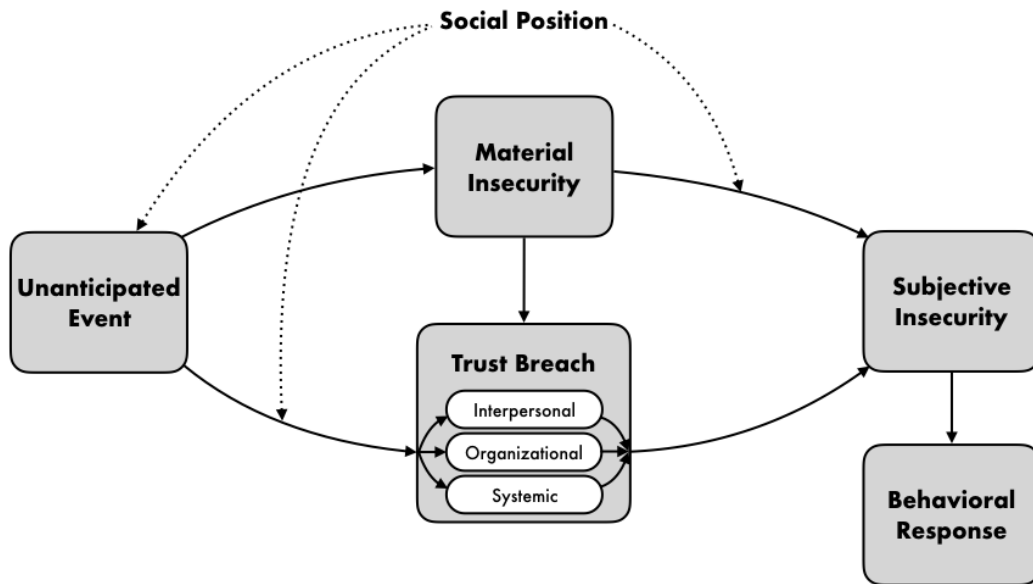 Social Position
Material
Insecurity
Unanticipated
Event
Subjective
Insecurity
Trust Breach
Interpersonal
Organizational
Systemic
Behavioral
Response